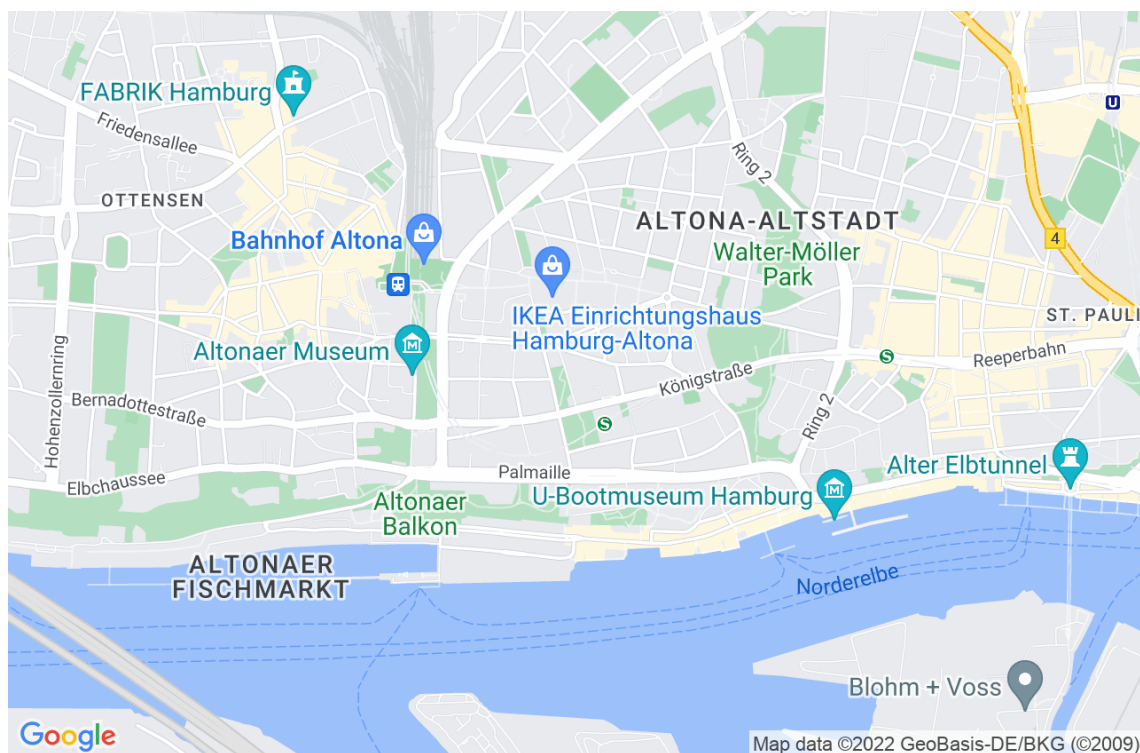 FABRIK Hamburg
Friedensallee
OTTENSEN
Bahnhof Altona
Hohenzollernring
Altonaer Museum
Bernadottestraße
Elbchaussee
IKEA Einrichtungshaus
Hamburg-Altona
Ring 2
ALTONA-ALTSTADT
Walter-Möller
Park
U
4
ST. PAULI
S
Reeperbahn
Königstraße
S
Ring 2
Palmaille
Alter Elbtunnel
U-Bootmuseum Hamburg
Altonaer
Balkon
ALTONAER
FISCHMARKT
Norderelbe
Blohm + Voss
Google
Map data ©2022 GeoBasis-DE/BKG (©2009)